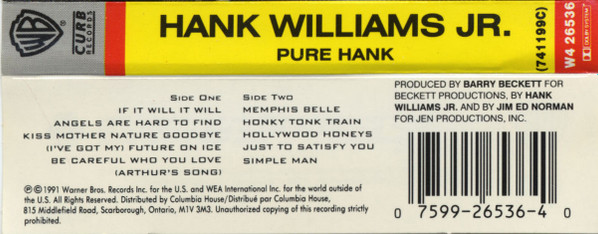 WB
CURB
RECORDS
HANK WILLIAMS JR.
PURE HANK
(741199C)
W4 26536
DOLBY SYSTEM
SIDE ONE
IF IT WILL IT WILL
ANGELS ARE HARD TO FIND
KISS MOTHER NATURE GOODBYE
(I'VE GOT MY) FUTURE ON ICE
BE CAREFUL WHO YOU LOVE
(ARTHUR'S SONG)
SIDE TWO
MEMPHIS BELLE
HONKY TONK TRAIN
HOLLYWOOD HONEYS
JUST TO SATISFY YOU
SIMPLE MAN
PRODUCED BY BARRY BECKETT FOR
BECKETT PRODUCTIONS, BY HANK
WILLIAMS JR. AND BY JIM ED NORMAN
FOR JEN PRODUCTIONS, INC.
℗©1991 Warner Bros. Records Inc. for the U.S. and WEA International Inc. for the world outside of
the U.S. All Rights Reserved. Distributed by Columbia House/Distribué par Columbia House,
815 Middlefield Road, Scarborough, Ontario, M1V 3M3. Unauthorized copying of this recording strictly
prohibited.
0 7599-26536-4 0